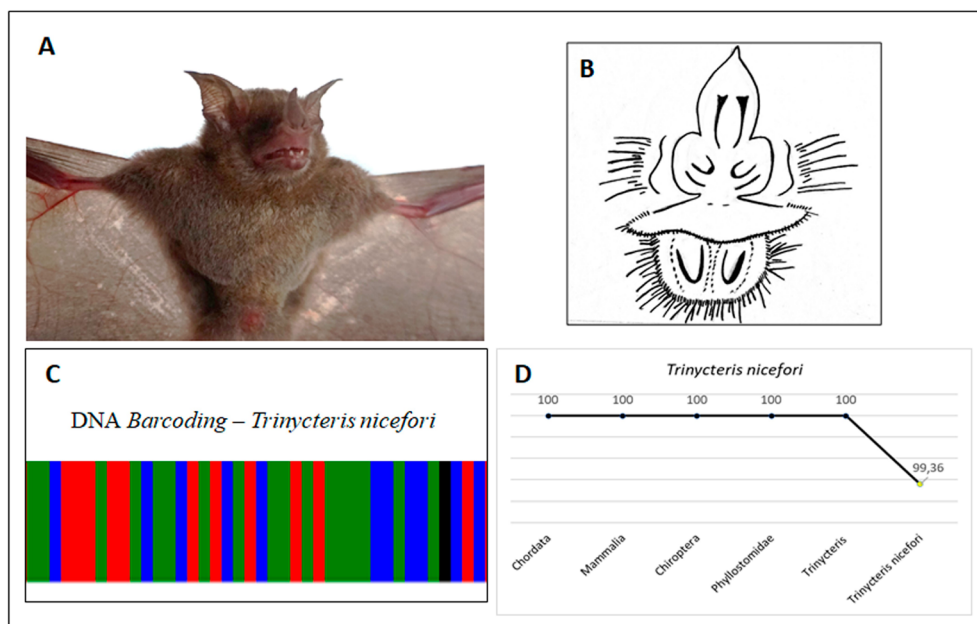 A
B
C
DNA Barcoding – Trinycteris nicefori
D
Trinycteris nicefori
100
100
100
100
100
99,36
Chordata
Mammalia
Chiroptera
Phyllostomidae
Trinycteris
Trinycteris nicefori